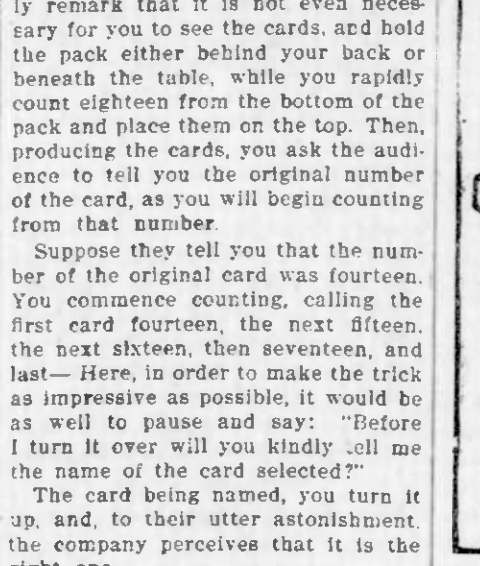 ly remark that it is not even neces-
sary for you to see the cards, and hold
the pack either behind your back or
beneath the table, while you rapidly
count eighteen from the bottom of the
pack and place them on the top. Then,
producing the cards, you ask the audi-
ence to tell you the original number
of the card, as you will begin counting
from that number.
Suppose they tell you that the num-
ber of the original card was fourteen.
You commence counting, calling the
first card fourteen, the next fifteen,
the next sixteen, then seventeen, and
last— Here, in order to make the trick
as impressive as possible, it would be
as well to pause and say: "Before
I turn it over will you kindly tell me
the name of the card selected?"
The card being named, you turn it
up, and, to their utter astonishment,
the company perceives that it is the
right one